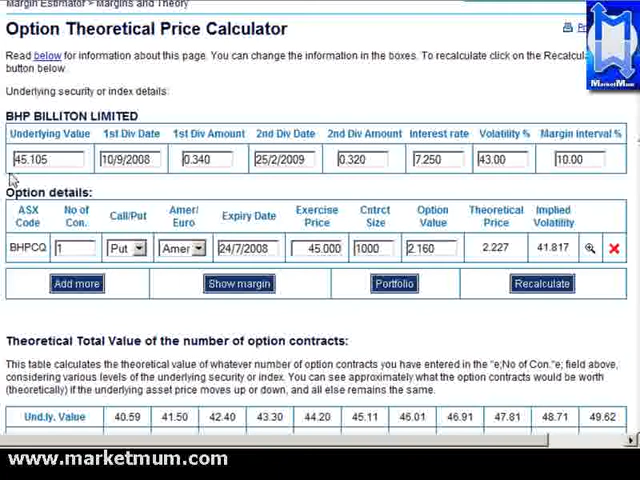 Margin Estimator > Margins and Theory
Option Theoretical Price Calculator
Read below for information about this page. You can change the information in the boxes. To recalculate click on the Recalcu
button below.
MarketMum
Underlying security or index details:
BHP BILLITON LIMITED
Underlying Value 1st Div Date 1st Div Amount 2nd Div Date 2nd Div Amount Interest rate Volatility % Margin Interval %
45.105 10/9/2008 0.340 25/2/2009 0.320 7.250 43.00 10.00
Option details:
ASX Code No of Con. Call/Put Amer/ Euro Expiry Date Exercise Price Cntrct Size Option Value Theoretical Price Implied Volatility
BHPCQ 1 Put Amer 24/7/2008 45.000 1000 2.160 2.227 41.817
Add more Show margin Portfolio Recalculate
Theoretical Total Value of the number of option contracts:
This table calculates the theoretical value of whatever number of option contracts you have entered in the "e;No of Con."e; field above,
considering various levels of the underlying security or index. You can see approximately what the option contracts would be worth
(theoretically) if the underlying asset price moves up or down, and all else remains the same.
Und.ly. Value 40.59 41.50 42.40 43.30 44.20 45.11 46.01 46.91 47.81 48.71 49.62
www.marketmum.com